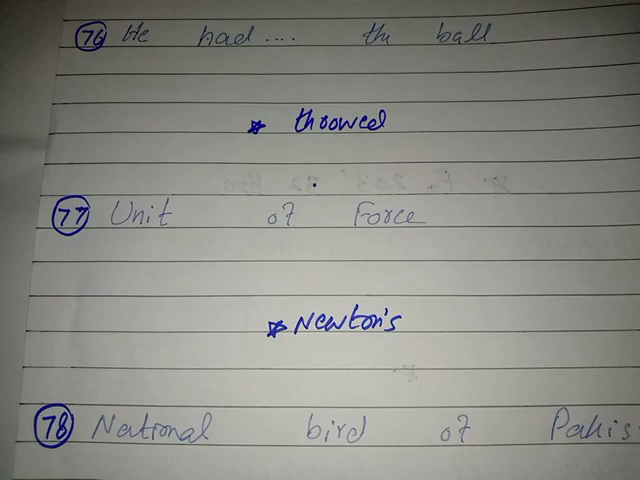 76 He had.... the ball
* throwed
77 Unit of Force
* Newton's
78 National bird of Pakis